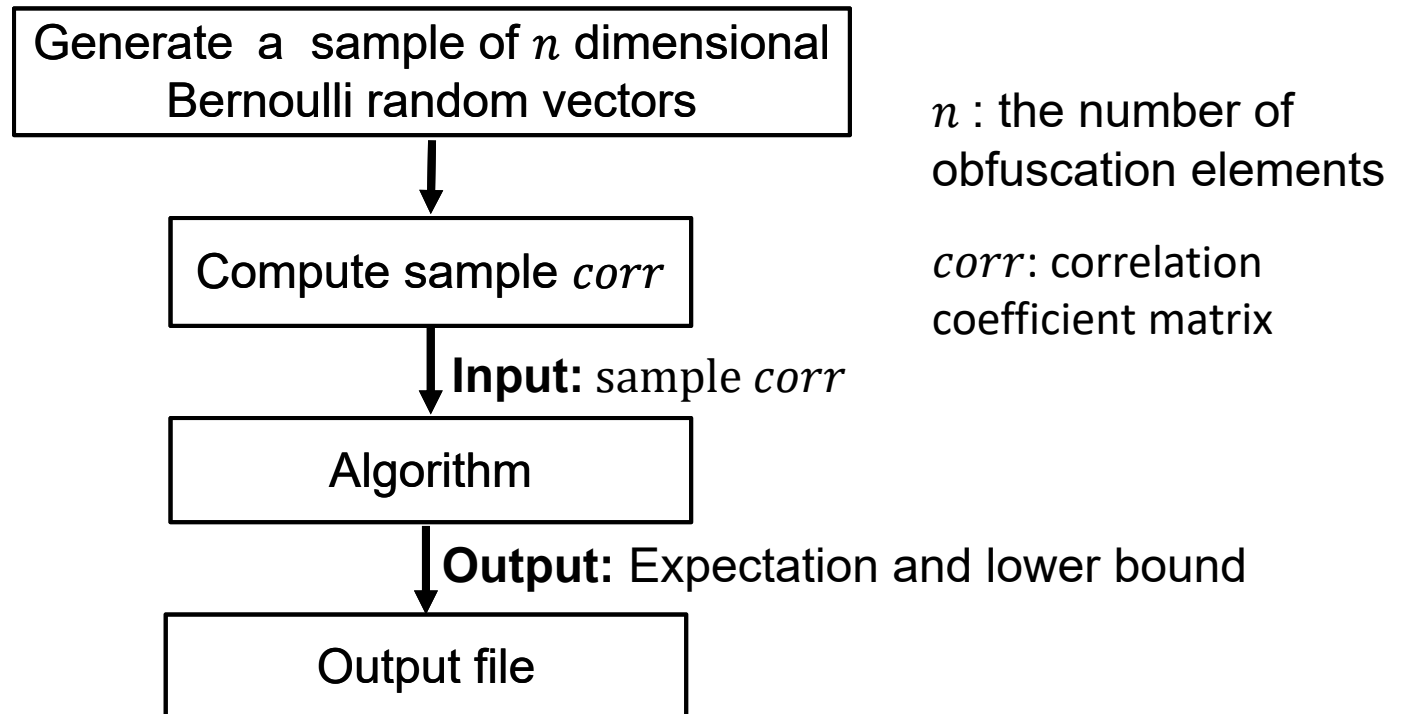 Generate a sample of n dimensional
Bernoulli random vectors
n : the number of
obfuscation elements
Compute sample corr
corr: correlation
coefficient matrix
Input: sample corr
Algorithm
Output: Expectation and lower bound
Output file